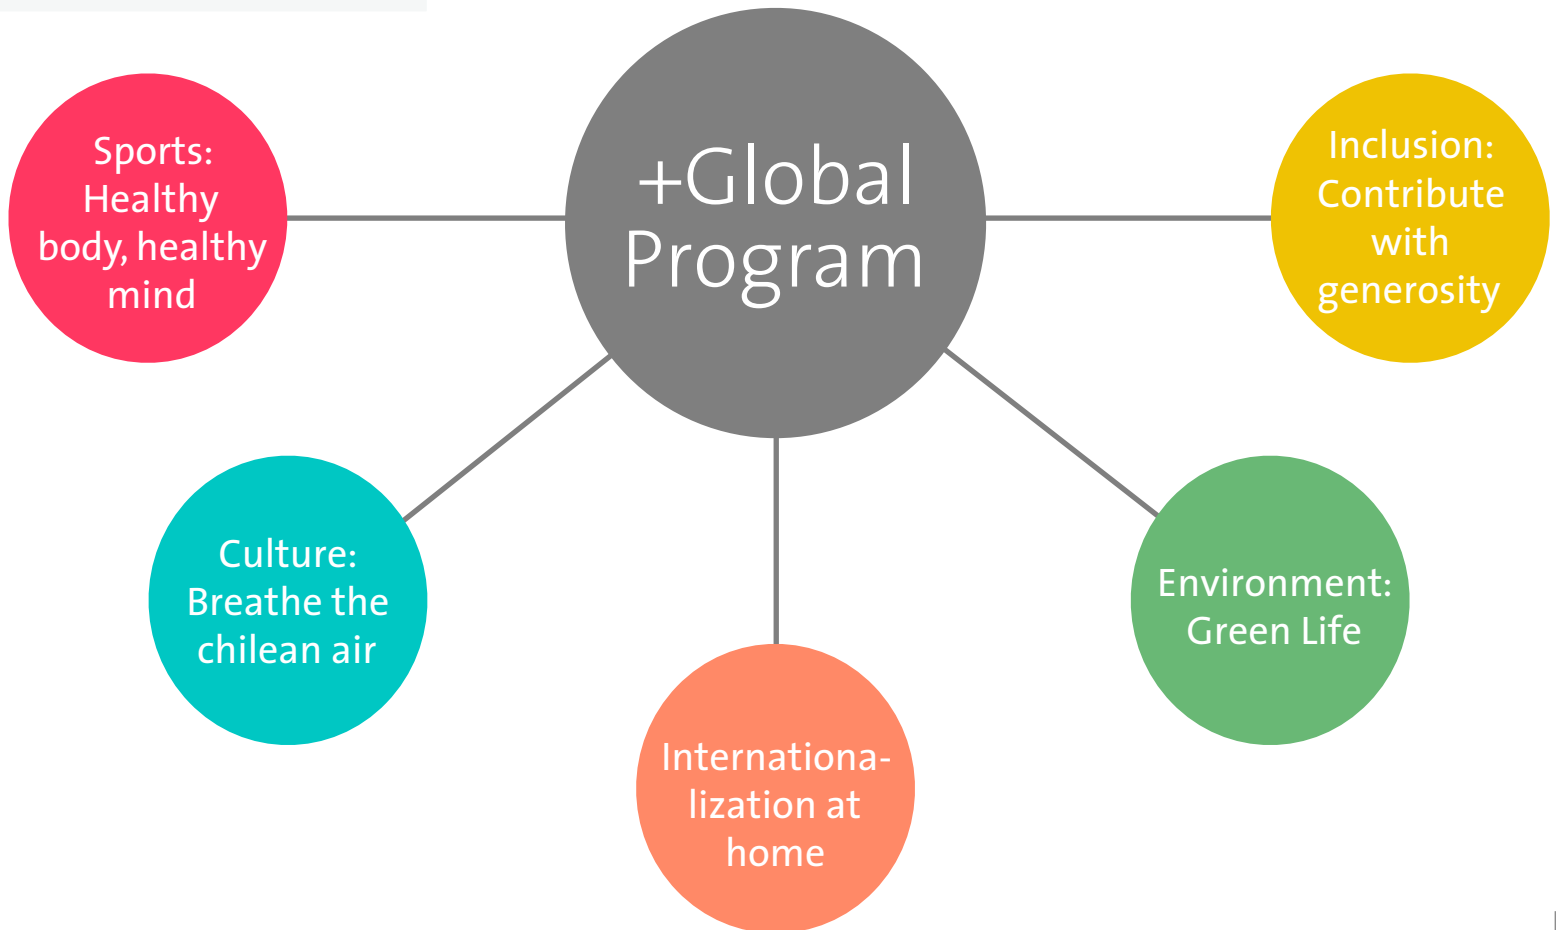 +Global
Program
Sports:
Healthy
body, healthy
mind
Inclusion:
Contribute
with
generosity
Culture:
Breathe the
chilean air
Environment:
Green Life
Internationa-
lization at
home